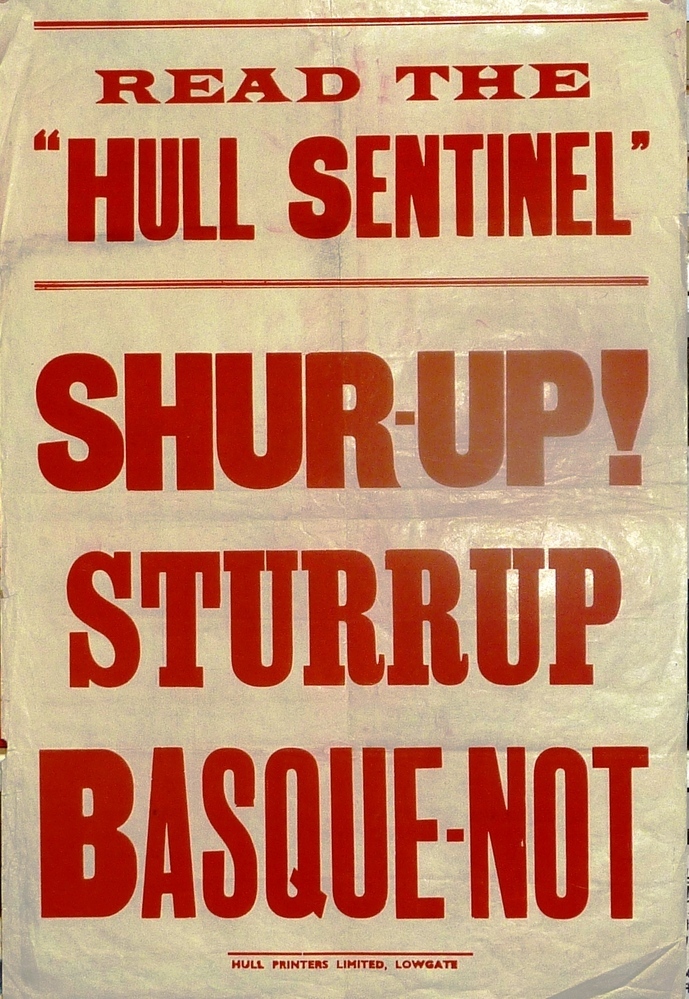 READ THE
“HULL SENTINEL”
SHUR-UP!
STURRUP
BASQUE-NOT
HULL PRINTERS LIMITED, LOWGATE